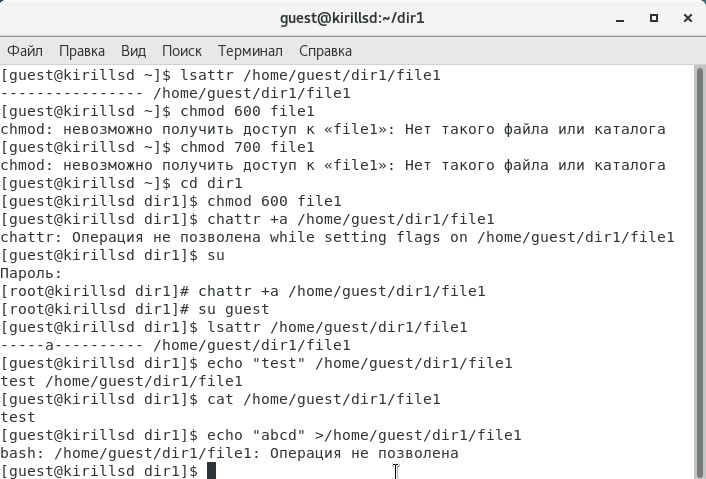 guest@kirillsd:~/dir1
Файл Правка Вид Поиск Терминал Справка
[guest@kirillsd ~]$ lsattr /home/guest/dir1/file1
---------------- /home/guest/dir1/file1
[guest@kirillsd ~]$ chmod 600 file1
chmod: невозможно получить доступ к «file1»: Нет такого файла или каталога
[guest@kirillsd ~]$ chmod 700 file1
chmod: невозможно получить доступ к «file1»: Нет такого файла или каталога
[guest@kirillsd ~]$ cd dir1
[guest@kirillsd dir1]$ chmod 600 file1
[guest@kirillsd dir1]$ chattr +a /home/guest/dir1/file1
chattr: Операция не позволена while setting flags on /home/guest/dir1/file1
[guest@kirillsd dir1]$ su
Пароль:
[root@kirillsd dir1]# chattr +a /home/guest/dir1/file1
[root@kirillsd dir1]# su guest
[guest@kirillsd dir1]$ lsattr /home/guest/dir1/file1
-----a---------- /home/guest/dir1/file1
[guest@kirillsd dir1]$ echo "test" /home/guest/dir1/file1
test /home/guest/dir1/file1
[guest@kirillsd dir1]$ cat /home/guest/dir1/file1
test
[guest@kirillsd dir1]$ echo "abcd" >/home/guest/dir1/file1
bash: /home/guest/dir1/file1: Операция не позволена
[guest@kirillsd dir1]$